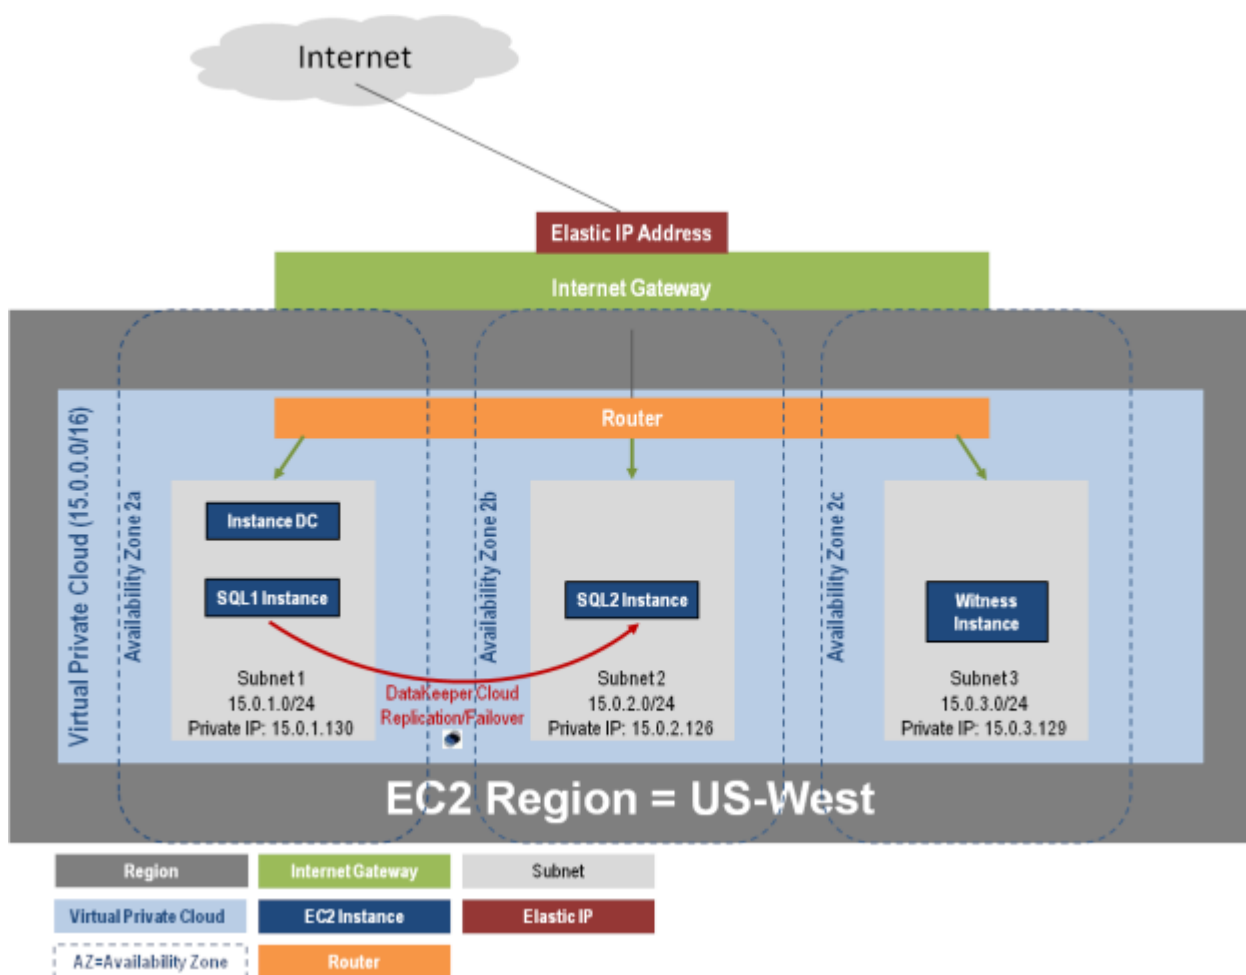 Internet
Elastic IP Address
Internet Gateway
Router
Virtual Private Cloud (15.0.0.0/16)
Availability Zone 2a
Instance DC
SQL1 Instance
Subnet 1
15.0.1.0/24
Private IP: 15.0.1.130
DataKeeper Cloud
Replication/Failover
Availability Zone 2b
SQL2 Instance
Subnet 2
15.0.2.0/24
Private IP: 15.0.2.126
Availability Zone 2c
Witness
Instance
Subnet 3
15.0.3.0/24
Private IP: 15.0.3.129
EC2 Region = US-West
Region
Internet Gateway
Subnet
Virtual Private Cloud
EC2 Instance
Elastic IP
AZ=Availability Zone
Router